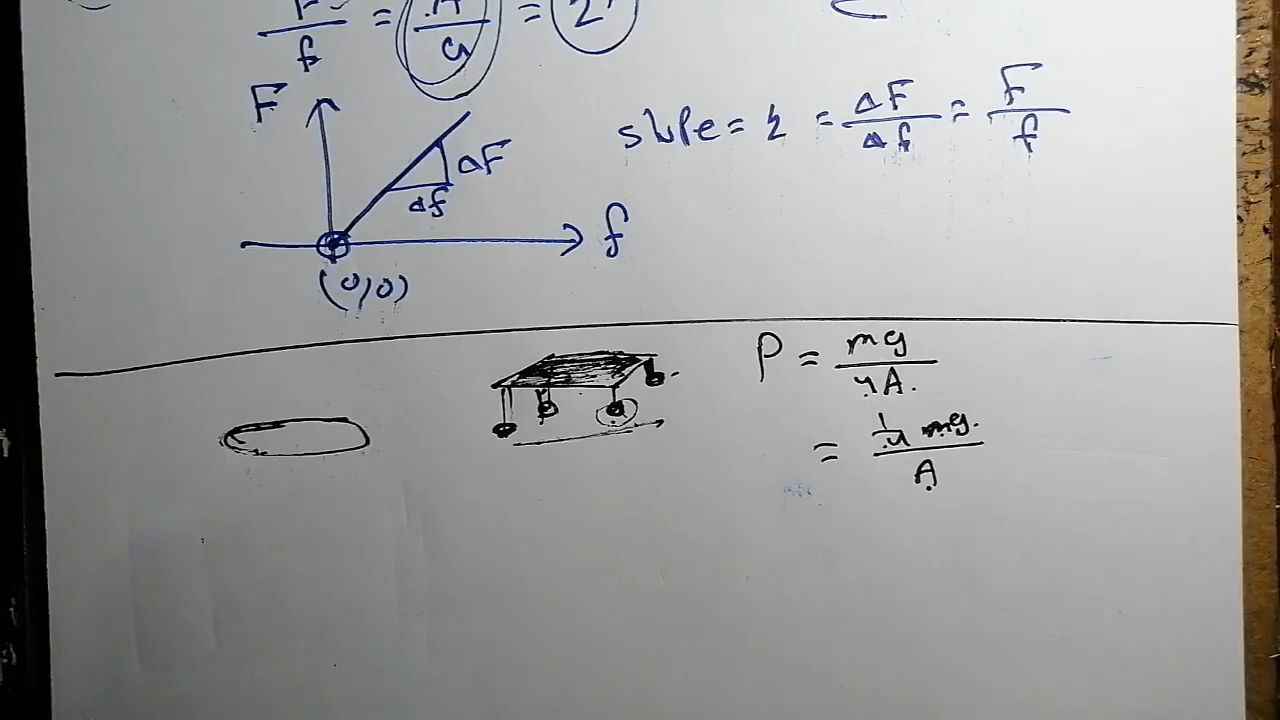 F/f = A/a = 2
F
ΔF
Δf
f
(0,0)
slope = η = ΔF/Δf = F/f
P = mg/4A.
= 1/4 mg./A